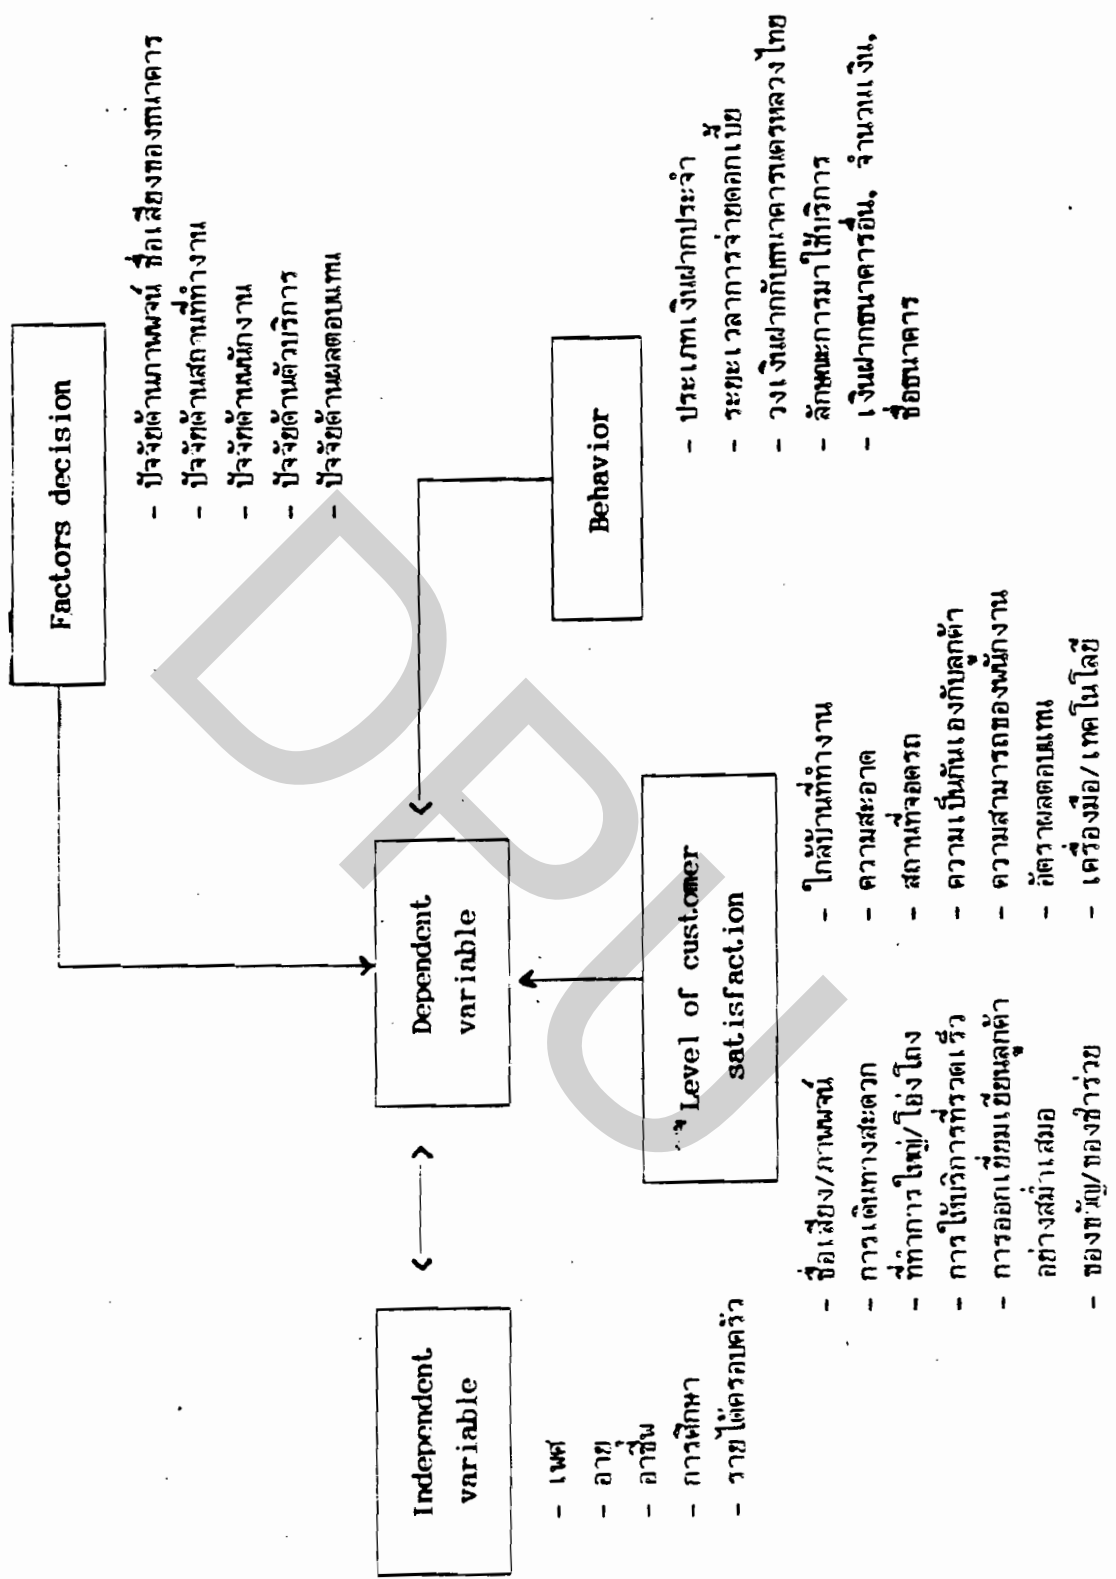 Factors decision
- ปัจจัยด้านภาพพจน์ ชื่อเสียงของธนาคาร
- ปัจจัยด้านสถานที่ทำงาน
- ปัจจัยด้านพนักงาน
- ปัจจัยด้านตัวบริการ
- ปัจจัยด้านผลตอบแทน
Independent
variable
- เพศ
- อายุ
- อาชีพ
- การศึกษา
- รายได้ครอบครัว
Dependent
variable
Behavior
- ประเภทเงินฝากประจำ
- ระยะเวลาการจ่ายดอกเบี้ย
- วงเงินฝากกับธนาคารนครหลวงไทย
- ลักษณะการมาใช้บริการ
- เงินฝากธนาคารอื่น, จำนวนเงิน,
ชื่อธนาคาร
Level of customer
satisfaction
- ชื่อเสียง/ภาพพจน์
- การเดินทางสะดวก
- ที่ทำการใหญ่/โอ่งโถง
- การให้บริการที่รวดเร็ว
- การออกเยี่ยมเยียนลูกค้า
อย่างสม่ำเสมอ
- ของขวัญ/ของชำร่วย
- ใกล้บ้านที่ทำงาน
- ความสะอาด
- สถานที่จอดรถ
- ความเป็นกันเองกับลูกค้า
- ความสามารถของพนักงาน
- อัตราผลตอบแทน
- เครื่องมือ/เทคโนโลยี
DPU